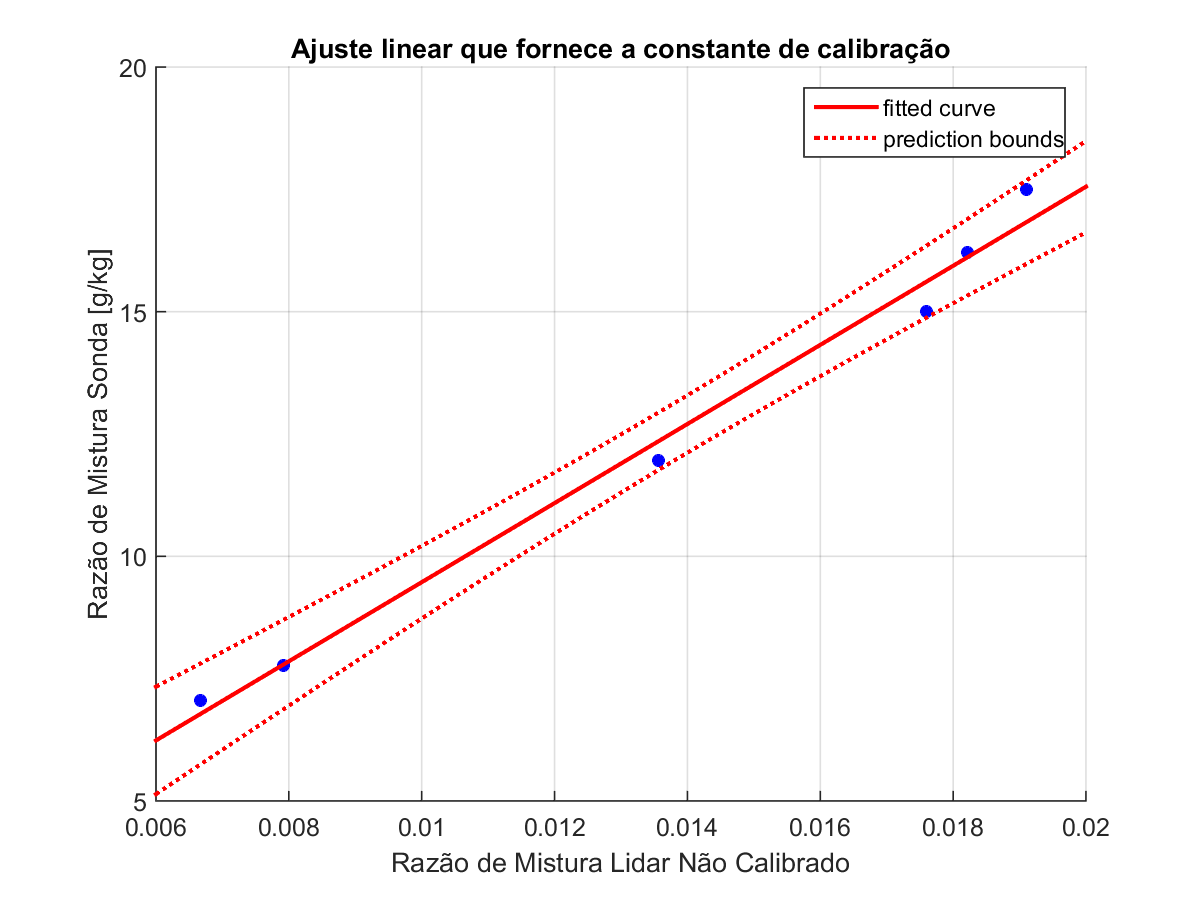 Ajuste linear que fornece a constante de calibração
fitted curve
prediction bounds
Razão de Mistura Sonda [g/kg]
20
15
10
5
0.006 0.008 0.01 0.012 0.014 0.016 0.018 0.02
Razão de Mistura Lidar Não Calibrado